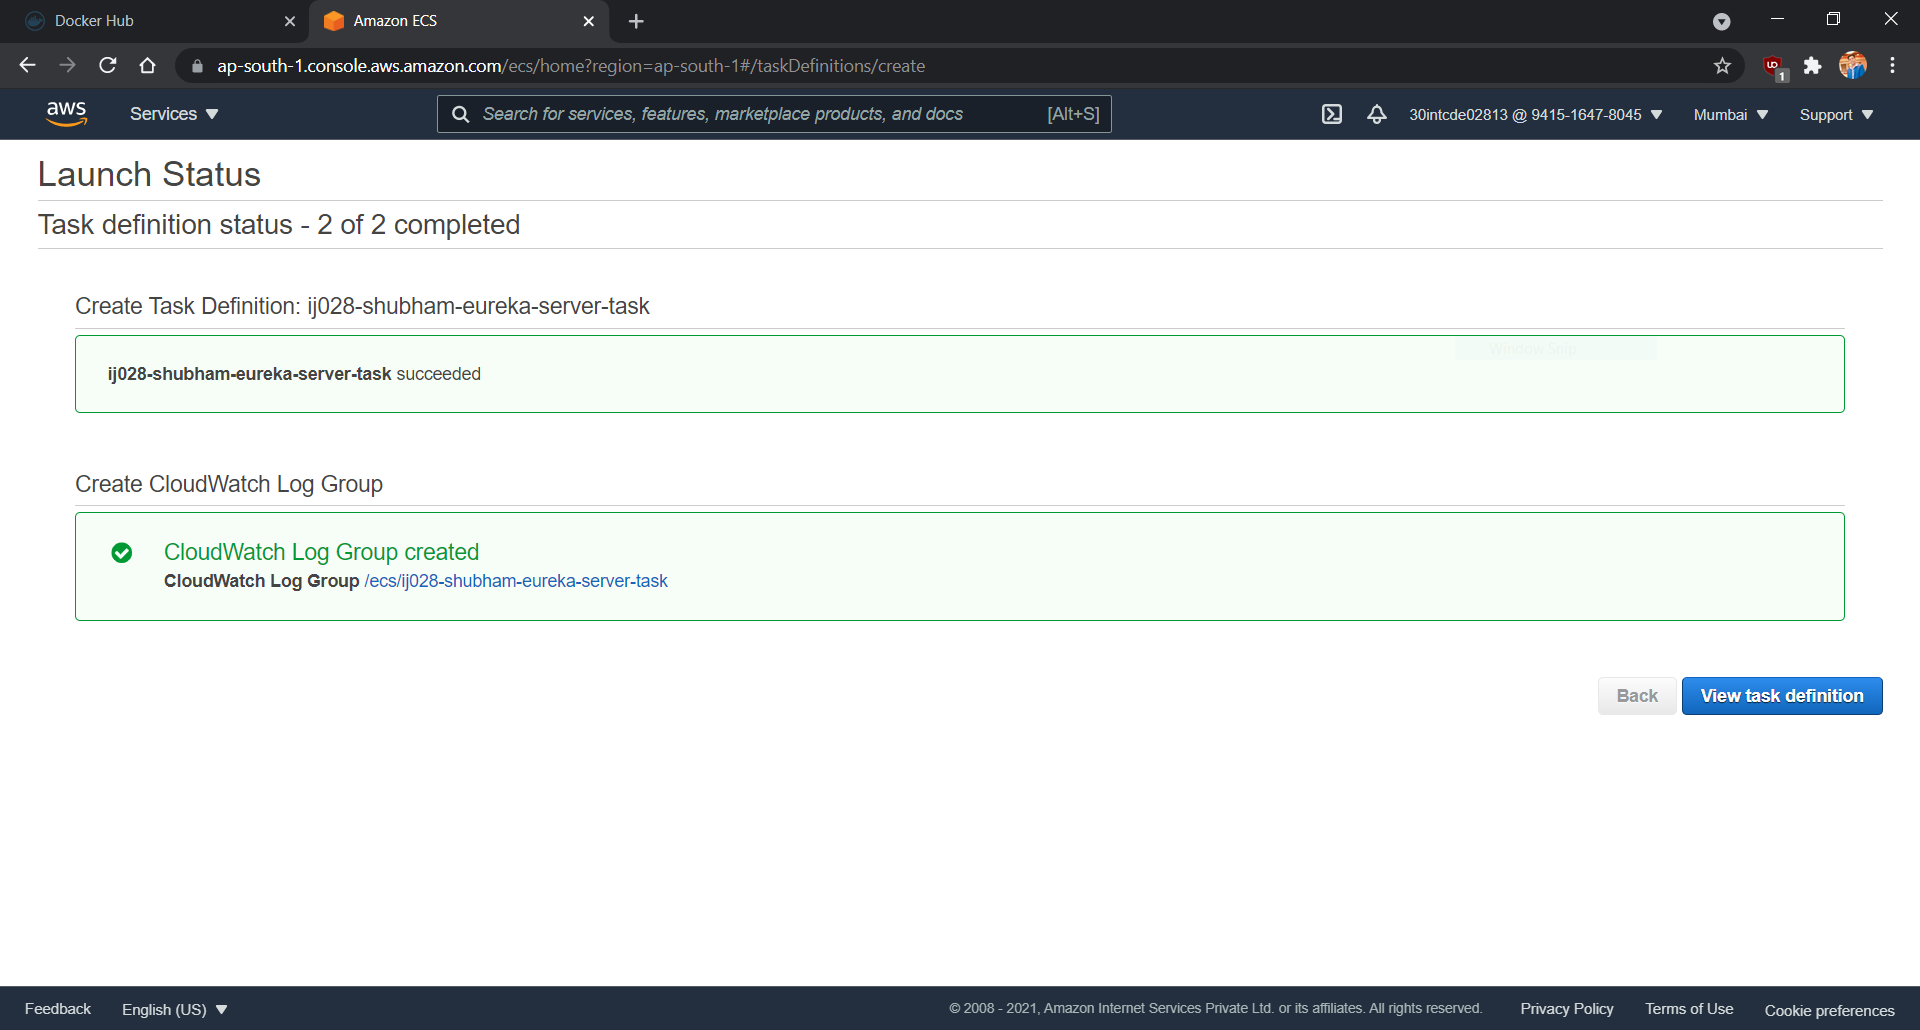 Docker Hub
Amazon ECS
ap-south-1.console.aws.amazon.com/ecs/home?region=ap-south-1#/taskDefinitions/create
1
aws
Services
Search for services, features, marketplace products, and docs [Alt+S]
30intcde02813 @ 9415-1647-8045
Mumbai
Support
Launch Status
Task definition status - 2 of 2 completed
Create Task Definition: ij028-shubham-eureka-server-task
Window Snip
ij028-shubham-eureka-server-task succeeded
Create CloudWatch Log Group
CloudWatch Log Group created
CloudWatch Log Group /ecs/ij028-shubham-eureka-server-task
Back
View task definition
Feedback
English (US)
© 2008 - 2021, Amazon Internet Services Private Ltd. or its affiliates. All rights reserved.
Privacy Policy
Terms of Use
Cookie preferences